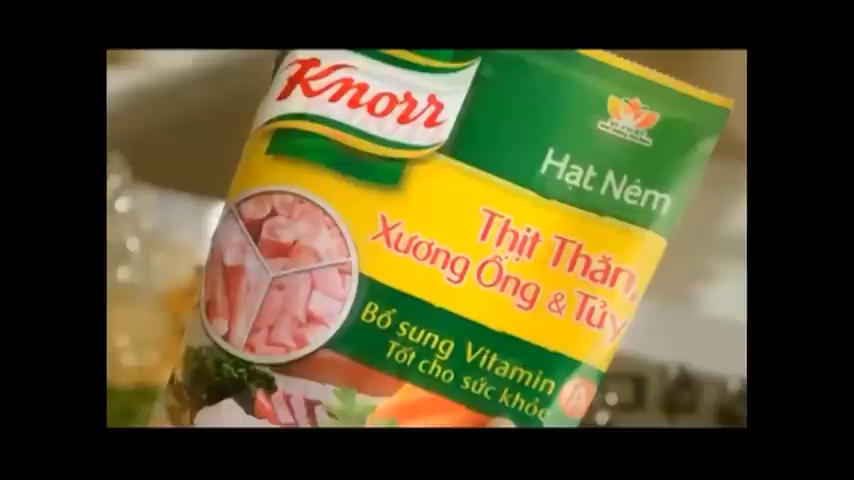 Knorr
Hạt Nêm
Thịt Thăn,
Xương Ống & Tủy
Bổ sung Vitamin A
Tốt cho sức khỏe